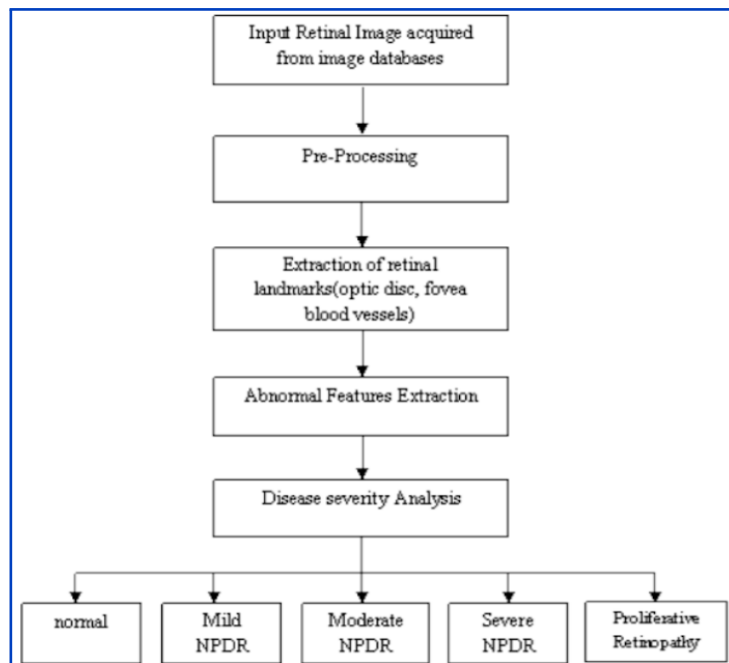 Input Retinal Image acquired
from image databases
Pre-Processing
Extraction of retinal
landmarks(optic disc, fovea
blood vessels)
Abnormal Features Extraction
Disease severity Analysis
normal
Mild
NPDR
Moderate
NPDR
Severe
NPDR
Proliferative
Retinopathy